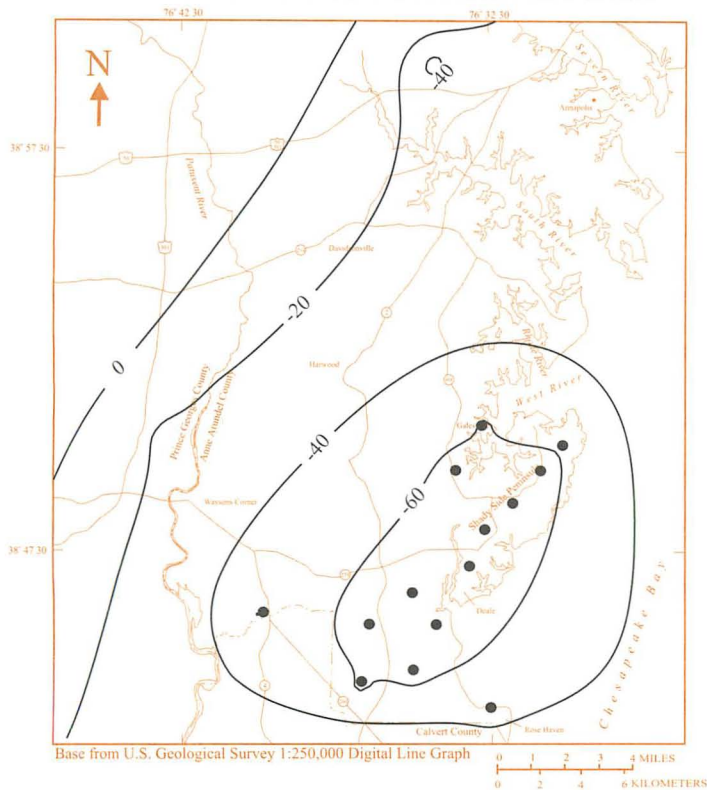 76 42 30
76 32 30
-40
N
Severn River
Annapolis
38 57 30
Patuxent River
South River
Davidsonville
-20
0
Harwood
Rhode River
West River
Prince Georges County
Anne Arundel County
-40
-60
Shady Side Peninsula
Waysons Corner
38 47 30
Deale
Chesapeake Bay
Calvert County
Rose Haven
Base from U.S. Geological Survey 1:250,000 Digital Line Graph
0 1 2 3 4 MILES
0 2 4 6 KILOMETERS